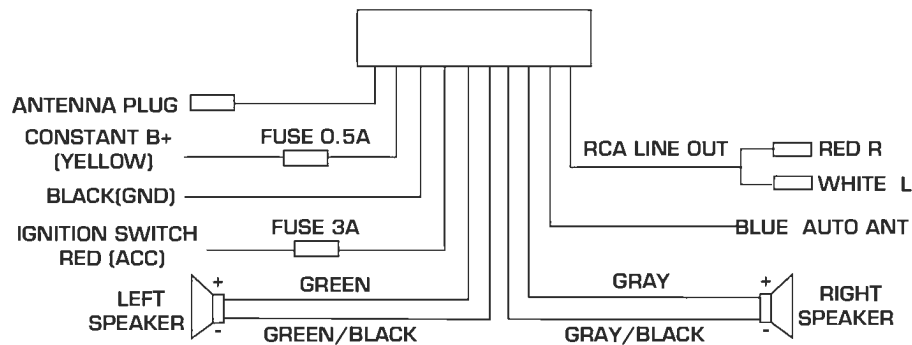 ANTENNA PLUG
CONSTANT B+
(YELLOW)
FUSE 0.5A
BLACK(GND)
IGNITION SWITCH
RED (ACC)
FUSE 3A
LEFT
SPEAKER
+
-
GREEN
GREEN/BLACK
RCA LINE OUT
RED R
WHITE L
BLUE AUTO ANT
GRAY
GRAY/BLACK
+
-
RIGHT
SPEAKER